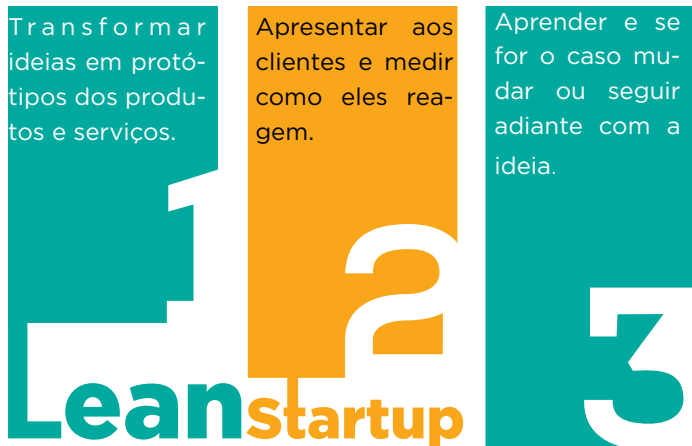 Transformar
ideias em protó-
tipos dos produ-
tos e serviços.
1
Apresentar aos
clientes e medir
como eles rea-
gem.
2
Aprender e se
for o caso mu-
dar ou seguir
adiante com a
ideia.
3
Lean startup